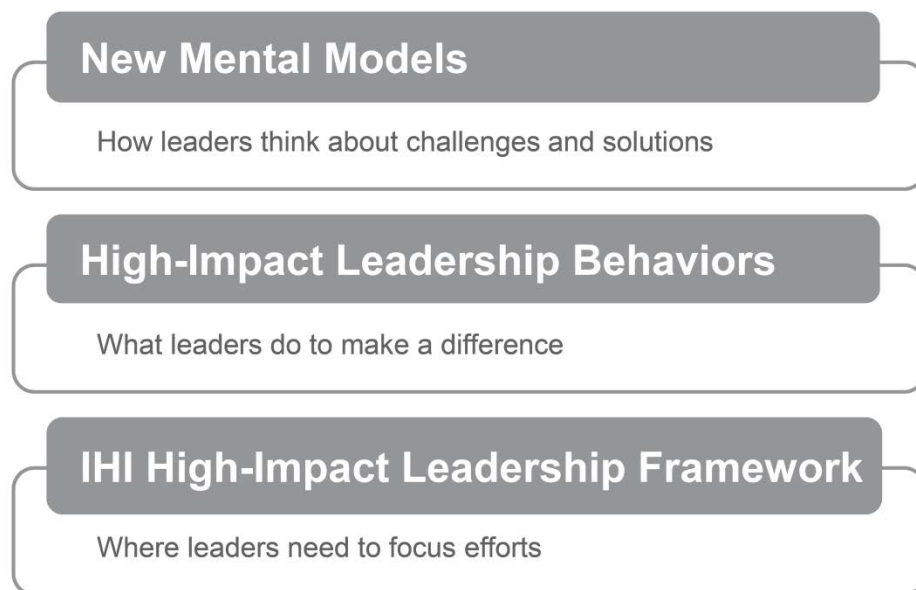 New Mental Models
How leaders think about challenges and solutions
High-Impact Leadership Behaviors
What leaders do to make a difference
IHI High-Impact Leadership Framework
Where leaders need to focus efforts